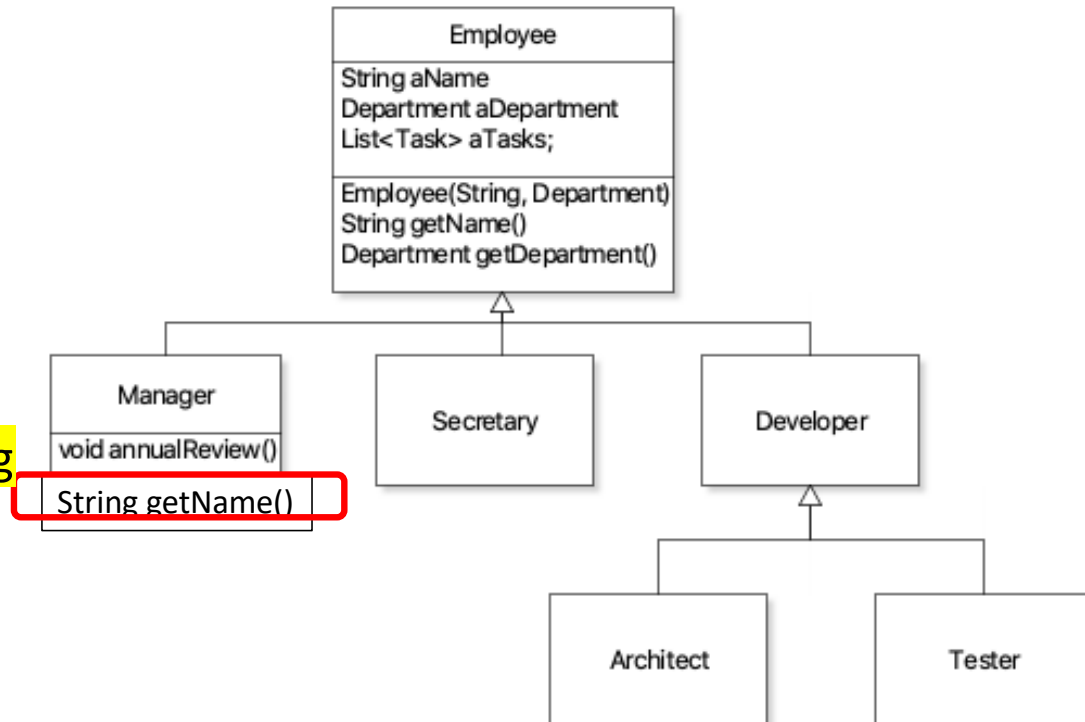 Employee
String aName
Department aDepartment
List<Task> aTasks;
Employee(String, Department)
String getName()
Department getDepartment()
Manager
void annualReview()
String getName()
Secretary
Developer
Architect
Tester